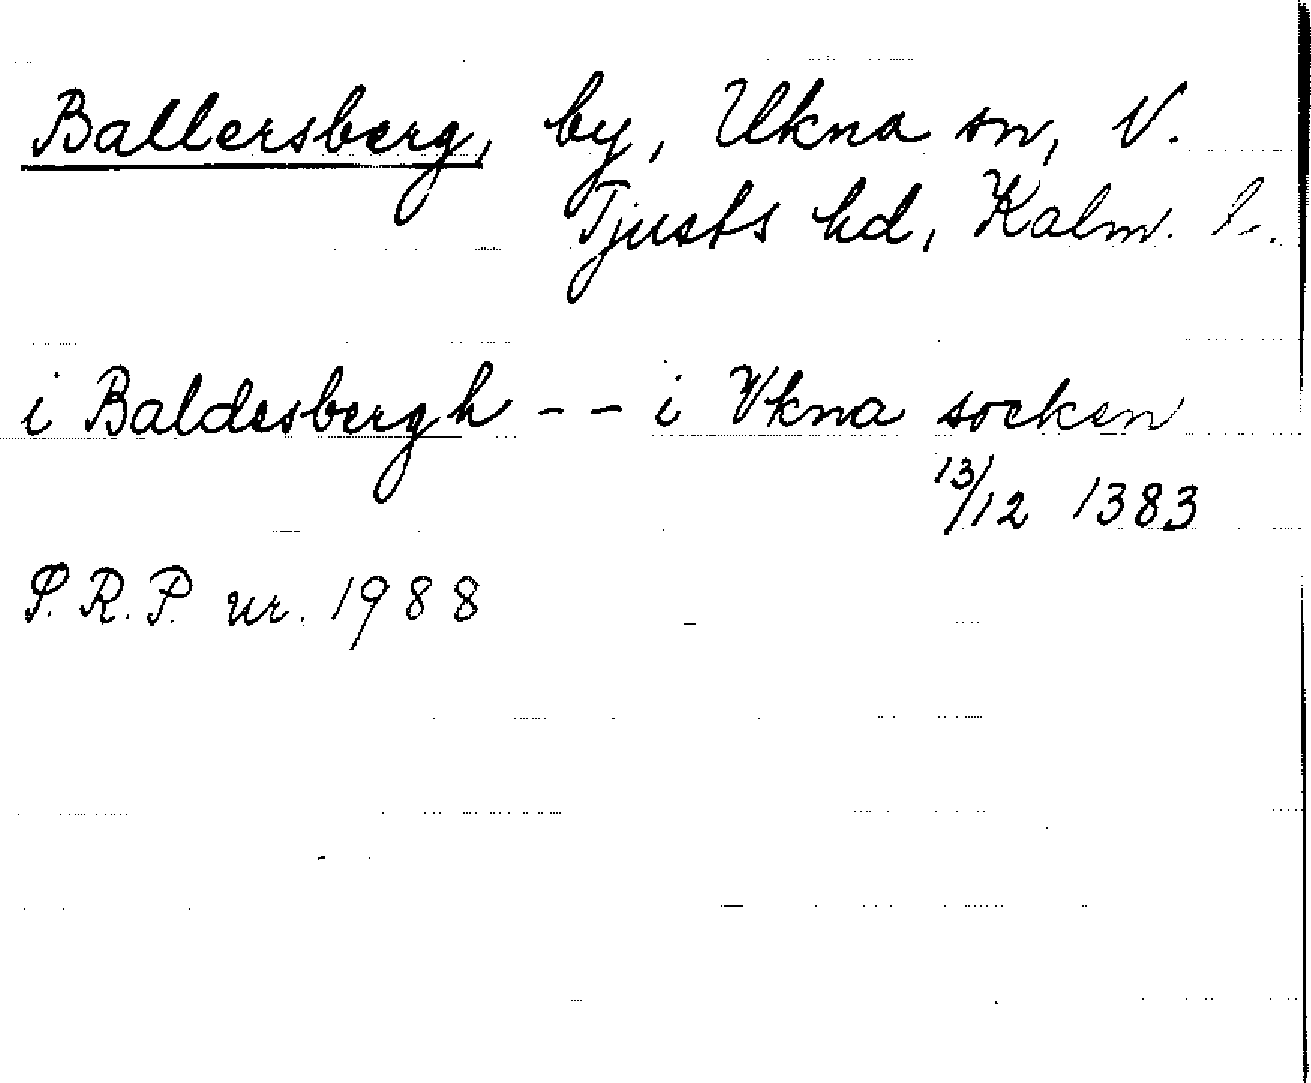 Ballersberg, by, Ukna sn, V.
Tjusts hd, Kalm. l.
i Baldesbergh - - i Vkna socken
13/12 1383
P.R.P. nr. 1988